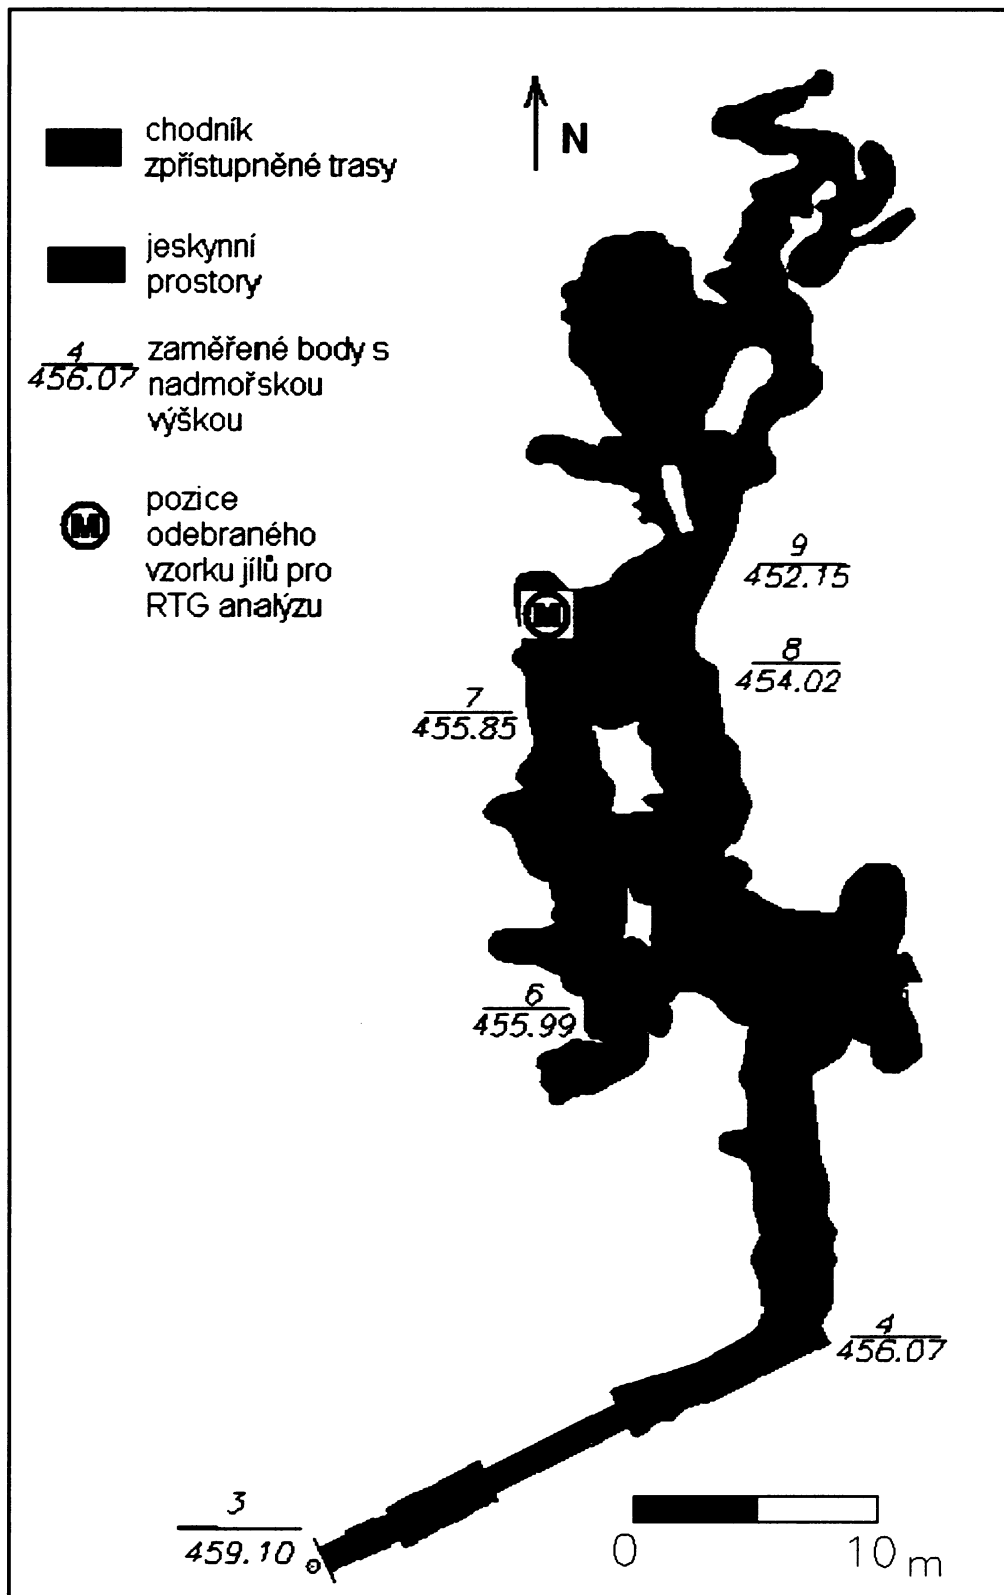 chodník
zpřístupněné trasy
jeskynní
prostory
4
456.07
zaměřené body s
nadmořskou
výškou
M
pozice
odebraného
vzorku jílů pro
RTG analýzu
N
9
452.15
M
8
454.02
7
455.85
6
455.99
4
456.07
3
459.10
0 10 m